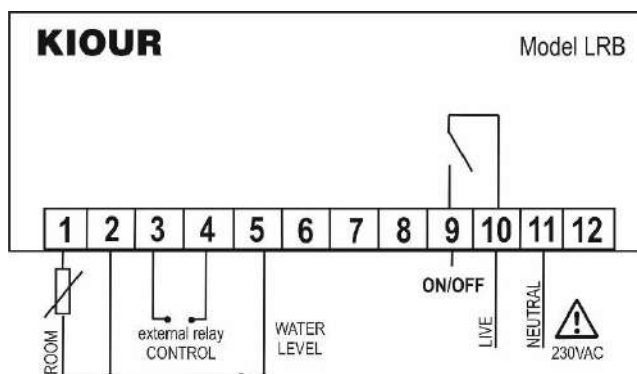 KIOUR
Model LRB
1 2 3 4 5 6 7 8 9 10 11 12
ROOM
external relay
CONTROL
WATER
LEVEL
ON/OFF
LIVE
NEUTRAL
230VAC